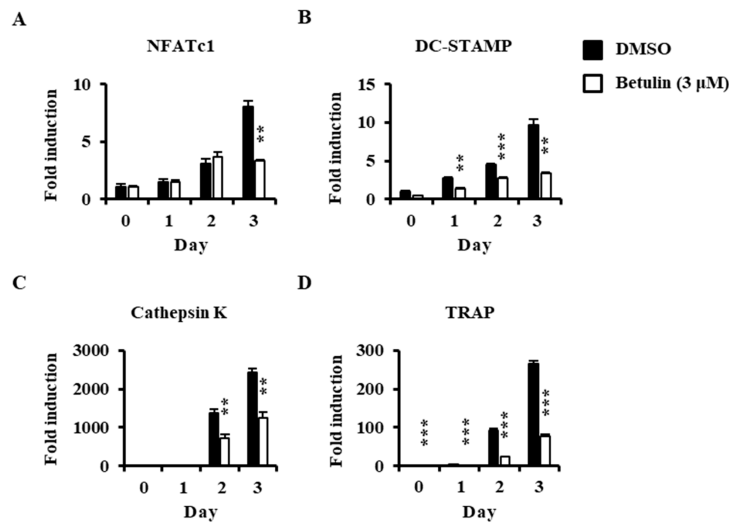 A
NFATc1
Fold induction
10
5
0
**
0 1 2 3
Day
B
DC-STAMP
Fold induction
15
10
5
0
**
***
**
0 1 2 3
Day
DMSO
Betulin (3 μM)
C
Cathepsin K
Fold induction
3000
2000
1000
0
**
**
0 1 2 3
Day
D
TRAP
Fold induction
300
200
100
0
***
***
***
***
0 1 2 3
Day